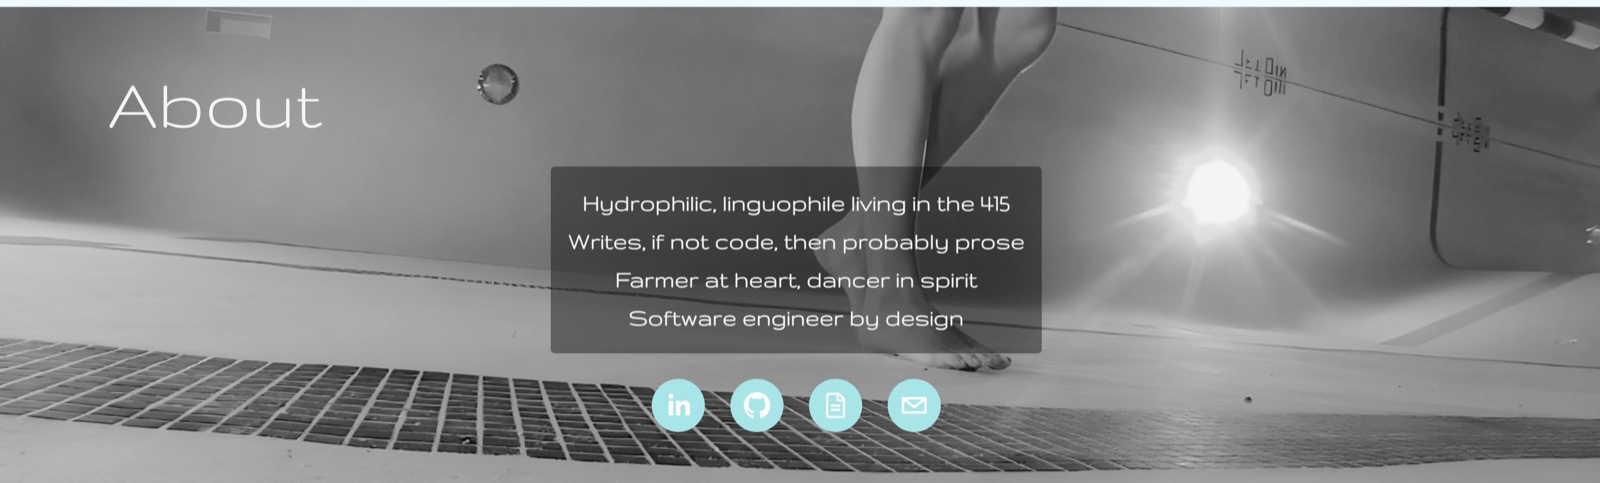 About
Hydrophilic, linguophile living in the 415
Writes, if not code, then probably prose
Farmer at heart, dancer in spirit
Software engineer by design
in